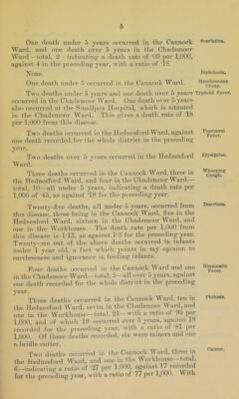 5
One death under 5 years occurred in the Cannock
Ward, and one death over 5 years in the Chadsmoor
Ward—total, 2—indicating a death rate of ·09 per 1,000,
against 4 in the preceding year, with a ratio of ·18.
Scarlatina.
None.
Diphtheria.
One death under 5 occurred in the Cannock Ward.
Membraneous
Croup.
Two deaths under 5 years and one death over 5 years
Typhoid Fever.
occurred in the Chadsmoor Ward. One death over 5 years
also occurred at the Smallpox Hospital, which is situated
in the Chadsmoor Ward. This gives a death rate of ·18
per 1,000 from this disease.
Two deaths occurred in the Hednesford Ward, against
one death recorded for the whole district in the preceding
year.
Puerperal
Fever.
Two deaths over 5 years occurred in the Hednesford
Ward.
Erysipelas.
Three deaths occurred in the Cannock Ward, three in
the Hednesford Ward, and four in the Chadsmoor Ward—
total, 10—all under 5 years, indicating a death rate per
1,000 of ·45, as against ·18 for the preceding year.
Whooping
Cough.
Twenty-five deaths, all under 5 years, occurred from
this disease, three being in the Cannock Ward, five in the
Hednesford Ward, sixteen in the Chadsmoor Ward, and
one in the Workhouse. The death rate per 1,000 from
this disease is 1·13, as against 1·3 for the preceding year.
Twenty-one out of the above deaths occurred in infants
under 1 year old, a fact which points in my opinion to
carelessness and ignorance in feeding infants.
Diarrhœa.
Four deaths occurred in the Cannock Ward and one
in the Chadsmoor Ward—total, 5—all over 5 years, against
one death recorded for the whole district in the preceding
year.
Rheumatic
Fever.
Three deaths occurred in the Cannock Ward, ten in
the Hednesford Ward, seven in the Chadsmoor Ward, and
one in the Workhouse—total, 21—with a ratio of ·95 per
1,000, and of which 19 occurred over 5 years, against 18
recorded for the preceding year, with a ratio of ·81 per
1,000. Of these deaths recorded, six were miners and one
a bridle cutter.
Phthisis.
Two deaths occurred in the Cannock Ward, three in
the Hednesford Ward, and one in the Workhouse—total,
6—indicating a ratio of ·27 per 1,000, against 17 recorded
for the preceding year, with a ratio of ·77 per 1,000. With
Cancer.